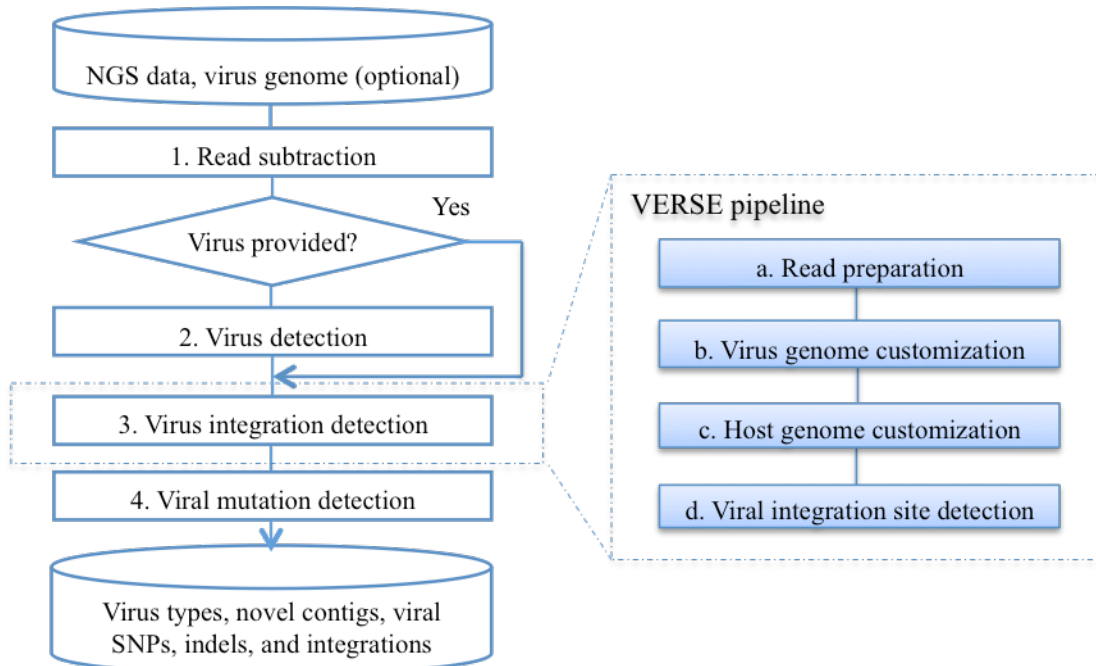 NGS data, virus genome (optional)
1. Read subtraction
Yes
Virus provided?
2. Virus detection
3. Virus integration detection
4. Viral mutation detection
Virus types, novel contigs, viral
SNPs, indels, and integrations
VERSE pipeline
a. Read preparation
b. Virus genome customization
c. Host genome customization
d. Viral integration site detection